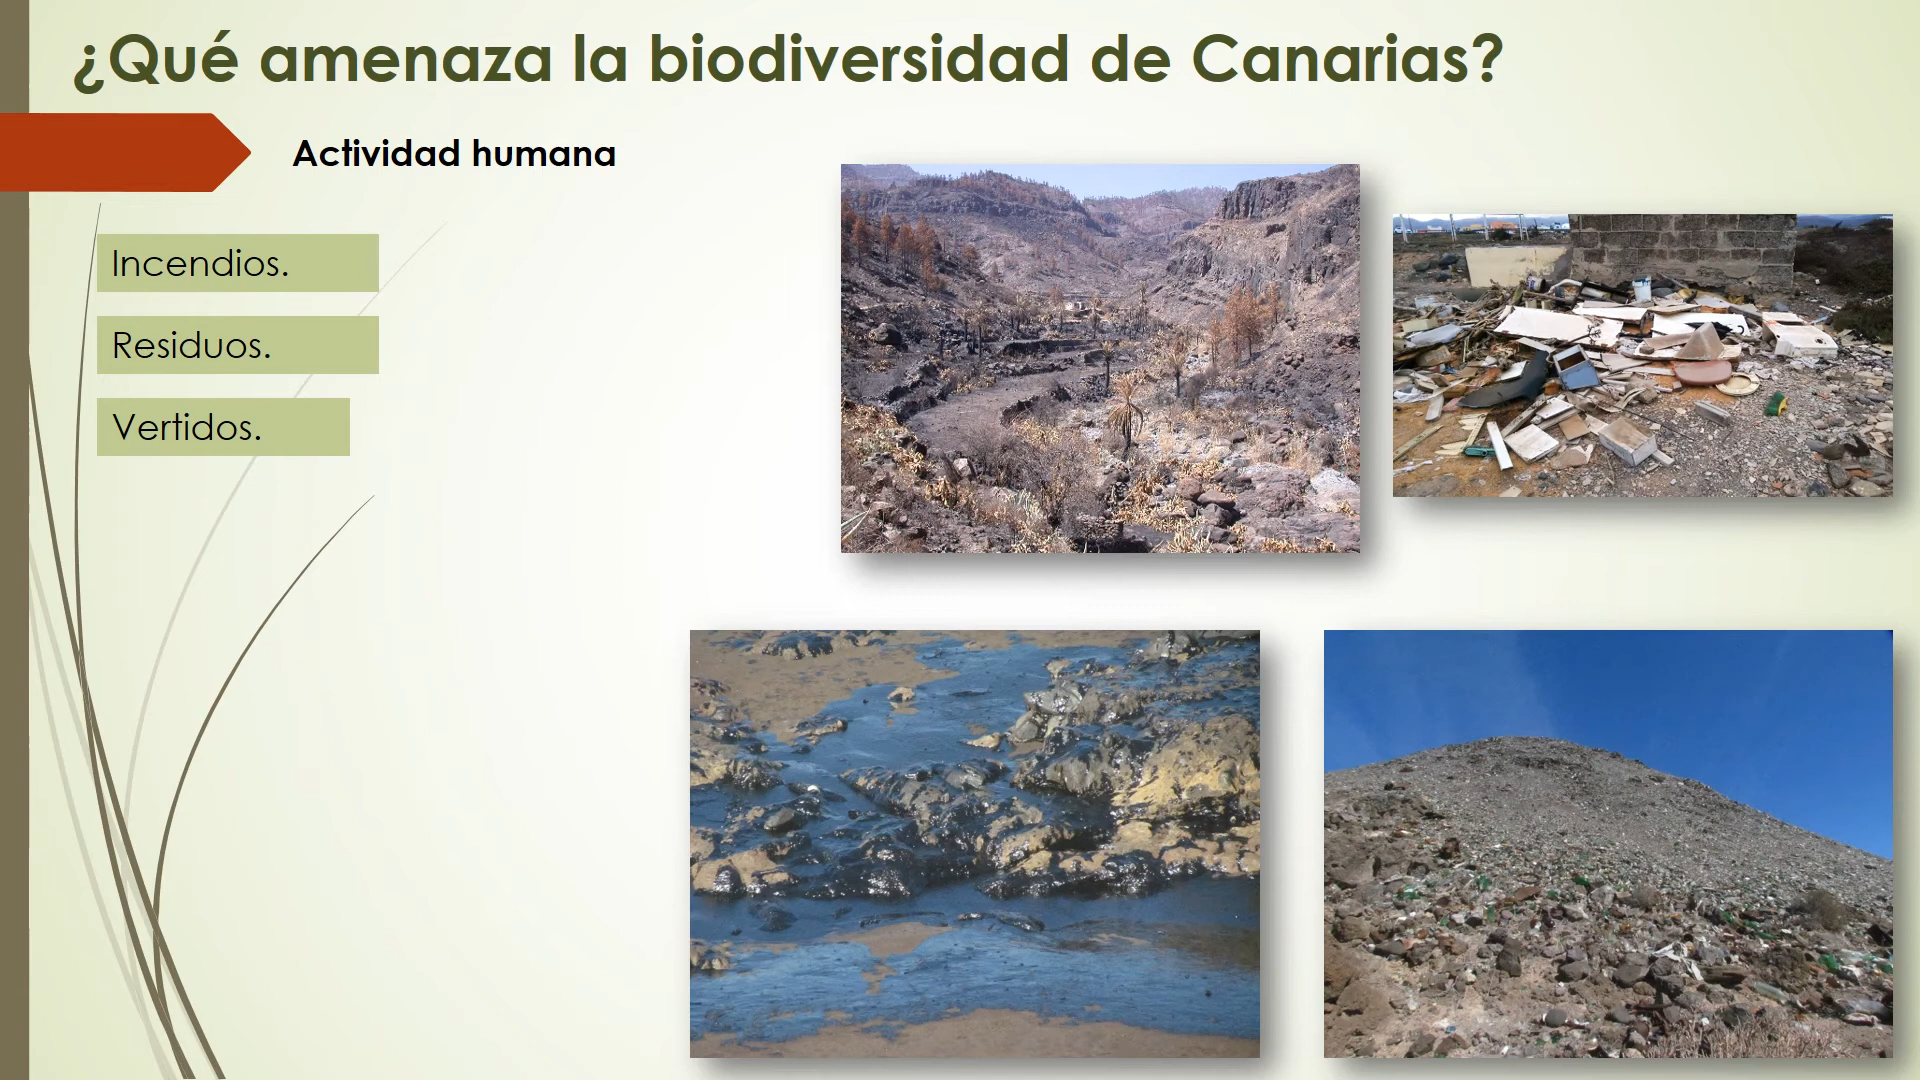 ¿Qué amenaza la biodiversidad de Canarias?
Actividad humana
Incendios.
Residuos.
Vertidos.